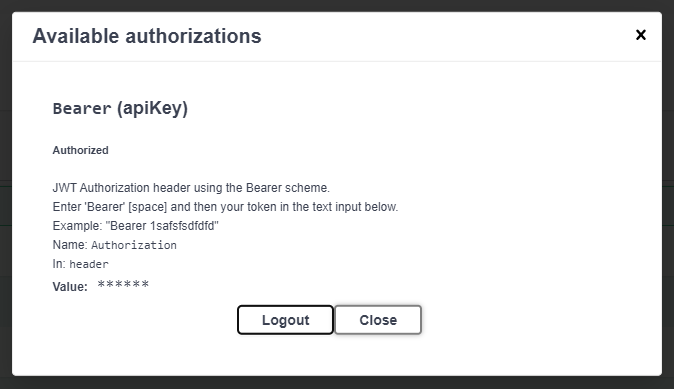 Available authorizations
Bearer (apiKey)
Authorized
JWT Authorization header using the Bearer scheme.
Enter 'Bearer' [space] and then your token in the text input below.
Example: "Bearer 1safsfsdfdfd"
Name: Authorization
In: header
Value: ******
Logout Close